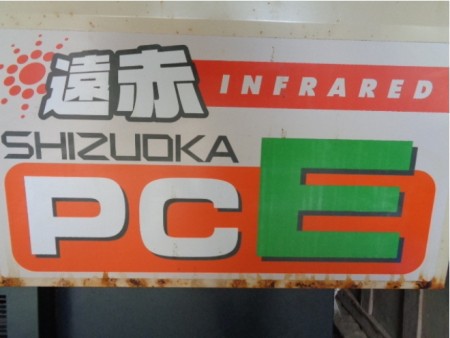 遠赤 INFRARED
SHIZUOKA
PCE